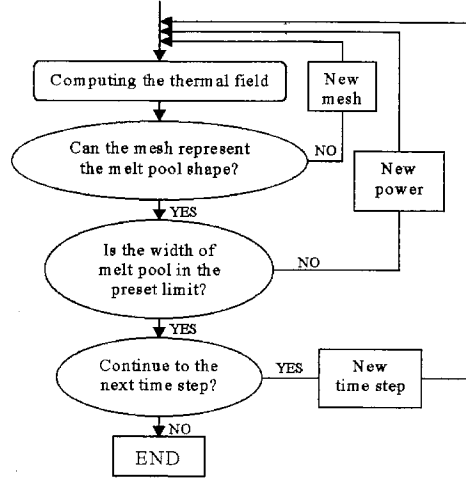 Computing the thermal field
New
mesh
Can the mesh represent
the melt pool shape?
NO
New
power
YES
Is the width of
melt pool in the
preset limit?
NO
YES
Continue to the
next time step?
YES
New
time step
NO
END